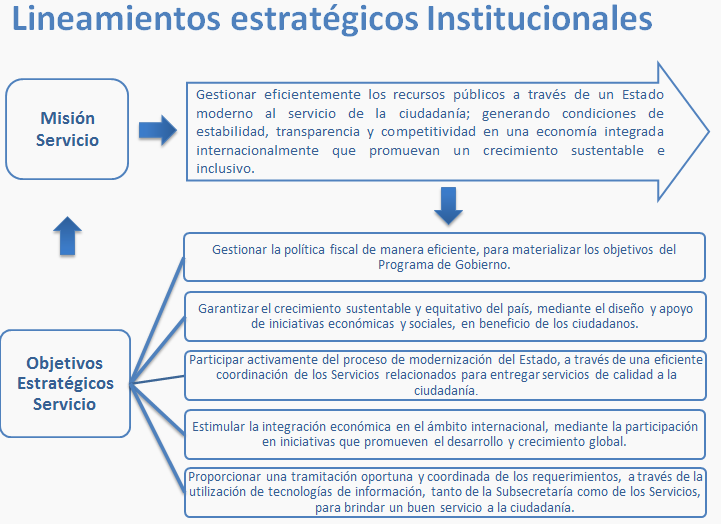 Lineamientos estratégicos Institucionales
Misión
Servicio
Gestionar eficientemente los recursos públicos a través de un Estado
moderno al servicio de la ciudadanía; generando condiciones de
estabilidad, transparencia y competitividad en una economía integrada
internacionalmente que promuevan un crecimiento sustentable e
inclusivo.
Objetivos
Estratégicos
Servicio
Gestionar la política fiscal de manera eficiente, para materializar los objetivos del
Programa de Gobierno.
Garantizar el crecimiento sustentable y equitativo del país, mediante el diseño y apoyo
de iniciativas económicas y sociales, en beneficio de los ciudadanos.
Participar activamente del proceso de modernización del Estado, a través de una eficiente
coordinación de los Servicios relacionados para entregar servicios de calidad a la
ciudadanía.
Estimular la integración económica en el ámbito internacional, mediante la participación
en iniciativas que promueven el desarrollo y crecimiento global.
Proporcionar una tramitación oportuna y coordinada de los requerimientos, a través de la
utilización de tecnologías de información, tanto de la Subsecretaría como de los Servicios,
para brindar un buen servicio a la ciudadanía.